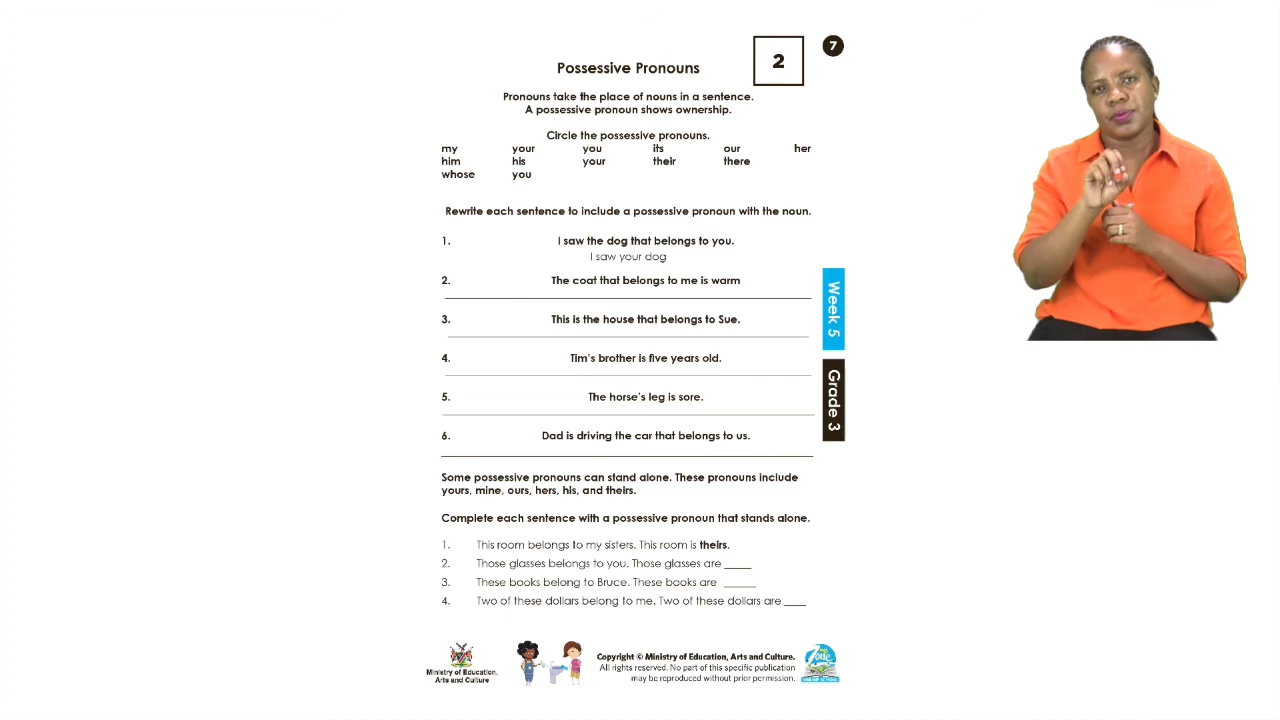 2
7
Possessive Pronouns
Pronouns take the place of nouns in a sentence.
A possessive pronoun shows ownership.
Circle the possessive pronouns.
my your you its our her
him his your their there
whose you
Rewrite each sentence to include a possessive pronoun with the noun.
1. I saw the dog that belongs to you.
I saw your dog
2. The coat that belongs to me is warm
3. This is the house that belongs to Sue.
4. Tim's brother is five years old.
5. The horse's leg is sore.
6. Dad is driving the car that belongs to us.
Week 5
Grade 3
Some possessive pronouns can stand alone. These pronouns include
yours, mine, ours, hers, his, and theirs.
Complete each sentence with a possessive pronoun that stands alone.
1. This room belongs to my sisters. This room is theirs.
2. Those glasses belongs to you. Those glasses are _____
3. These books belong to Bruce. These books are ______
4. Two of these dollars belong to me. Two of these dollars are ____
Ministry of Education,
Arts and Culture
Copyright © Ministry of Education, Arts and Culture.
All rights reserved. No part of this specific publication
may be reproduced without prior permission.